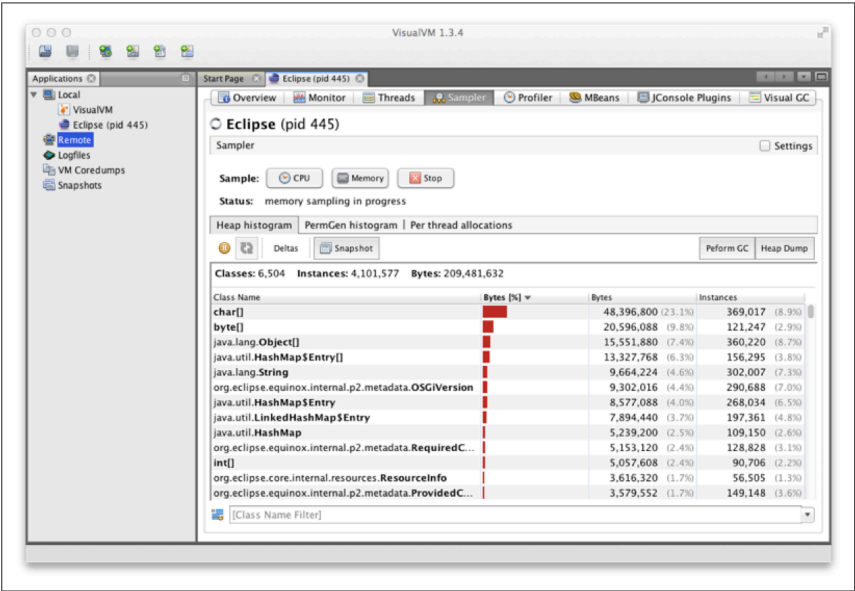 VisualVM 1.3.4
Applications
Local
VisualVM
Eclipse (pid 445)
Remote
Logfiles
VM Coredumps
Snapshots
Start Page Eclipse (pid 445)
Overview Monitor Threads Sampler Profiler MBeans JConsole Plugins Visual GC
Eclipse (pid 445)
Sampler Settings
Sample: CPU Memory Stop
Status: memory sampling in progress
Heap histogram PermGen histogram | Per thread allocations
Deltas Snapshot Peform GC Heap Dump
Classes: 6,504 Instances: 4,101,577 Bytes: 209,481,632
Class Name Bytes [%] Bytes Instances
char[] 48,396,800 (23.1%) 369,017 (8.9%)
byte[] 20,596,088 (9.8%) 121,247 (2.9%)
java.lang.Object[] 15,551,880 (7.4%) 360,220 (8.7%)
java.util.HashMap$Entry[] 13,327,768 (6.3%) 156,295 (3.8%)
java.lang.String 9,664,224 (4.6%) 302,007 (7.3%)
org.eclipse.equinox.internal.p2.metadata.OSGiVersion 9,302,016 (4.4%) 290,688 (7.0%)
java.util.HashMap$Entry 8,577,088 (4.0%) 268,034 (6.5%)
java.util.LinkedHashMap$Entry 7,894,440 (3.7%) 197,361 (4.8%)
java.util.HashMap 5,239,200 (2.5%) 109,150 (2.6%)
org.eclipse.equinox.internal.p2.metadata.RequiredC... 5,153,120 (2.4%) 128,828 (3.1%)
int[] 5,057,608 (2.4%) 90,706 (2.2%)
org.eclipse.core.internal.resources.ResourceInfo 3,616,320 (1.7%) 56,505 (1.3%)
org.eclipse.equinox.internal.p2.metadata.ProvidedC... 3,579,552 (1.7%) 149,148 (3.6%)
[Class Name Filter]